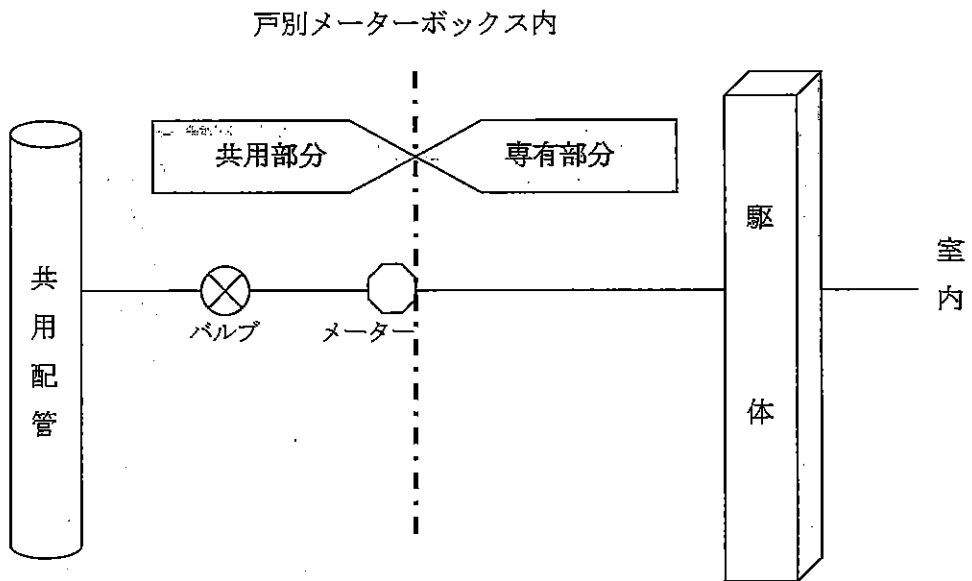 戸別メーターボックス内
共用部分
専有部分
共用配管
バルブ
メーター
躯体
室内